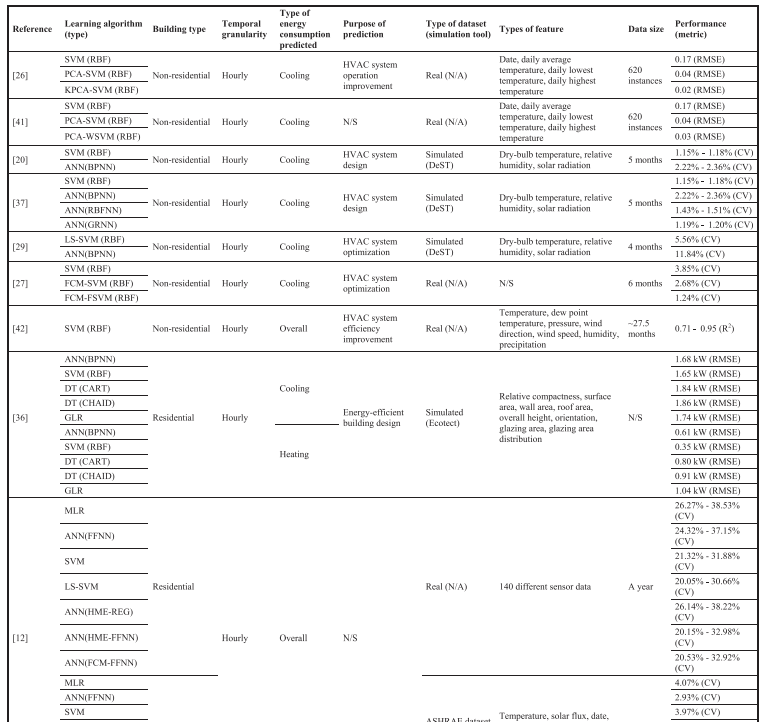 Reference Learning algorithm (type) Building type Temporal granularity Type of energy consumption predicted Purpose of prediction Type of dataset (simulation tool) Types of feature Data size Performance (metric)
[26] Non-residential Hourly Cooling HVAC system operation improvement Real (N/A) Date, daily average temperature, daily lowest temperature, daily highest temperature 620 instances
SVM (RBF) 0.17 (RMSE)
PCA-SVM (RBF) 0.04 (RMSE)
KPCA-SVM (RBF) 0.02 (RMSE)
[41] Non-residential Hourly Cooling N/S Real (N/A) Date, daily average temperature, daily lowest temperature, daily highest temperature 620 instances
SVM (RBF) 0.17 (RMSE)
PCA-SVM (RBF) 0.04 (RMSE)
PCA-WSVM (RBF) 0.03 (RMSE)
[20] Non-residential Hourly Cooling HVAC system design Simulated (DeST) Dry-bulb temperature, relative humidity, solar radiation 5 months
SVM (RBF) 1.15% - 1.18% (CV)
ANN(BPNN) 2.22% - 2.36% (CV)
[37] Non-residential Hourly Cooling HVAC system design Simulated (DeST) Dry-bulb temperature, relative humidity, solar radiation 5 months
SVM (RBF) 1.15% - 1.18% (CV)
ANN(BPNN) 2.22% - 2.36% (CV)
ANN(RBFNN) 1.43% - 1.51% (CV)
ANN(GRNN) 1.19% - 1.20% (CV)
[29] Non-residential Hourly Cooling HVAC system optimization Simulated (DeST) Dry-bulb temperature, relative humidity, solar radiation 4 months
LS-SVM (RBF) 5.56% (CV)
ANN(BPNN) 11.84% (CV)
[27] Non-residential Hourly Cooling HVAC system optimization Real (N/A) N/S 6 months
SVM (RBF) 3.85% (CV)
FCM-SVM (RBF) 2.68% (CV)
FCM-FSVM (RBF) 1.24% (CV)
[42] SVM (RBF) Non-residential Hourly Overall HVAC system efficiency improvement Real (N/A) Temperature, dew point temperature, pressure, wind direction, wind speed, humidity, precipitation ~27.5 months 0.71 - 0.95 (R²)
[36] Residential Hourly Energy-efficient building design Simulated (Ecotect) Relative compactness, surface area, wall area, roof area, overall height, orientation, glazing area, glazing area distribution N/S
Cooling
ANN(BPNN) 1.68 kW (RMSE)
SVM (RBF) 1.65 kW (RMSE)
DT (CART) 1.84 kW (RMSE)
DT (CHAID) 1.86 kW (RMSE)
GLR 1.74 kW (RMSE)
Heating
ANN(BPNN) 0.61 kW (RMSE)
SVM (RBF) 0.35 kW (RMSE)
DT (CART) 0.80 kW (RMSE)
DT (CHAID) 0.91 kW (RMSE)
GLR 1.04 kW (RMSE)
[12] Hourly Overall N/S
Residential Real (N/A) 140 different sensor data A year
MLR 26.27% - 38.53% (CV)
ANN(FFNN) 24.32% - 37.15% (CV)
SVM 21.32% - 31.88% (CV)
LS-SVM 20.05% - 30.66% (CV)
ANN(HME-REG) 26.14% - 38.22% (CV)
ANN(HME-FFNN) 20.15% - 32.98% (CV)
ANN(FCM-FFNN) 20.53% - 32.92% (CV)
MLR 4.07% (CV)
ANN(FFNN) 2.93% (CV)
SVM 3.97% (CV)
ASHRAE dataset Temperature, solar flux, date,